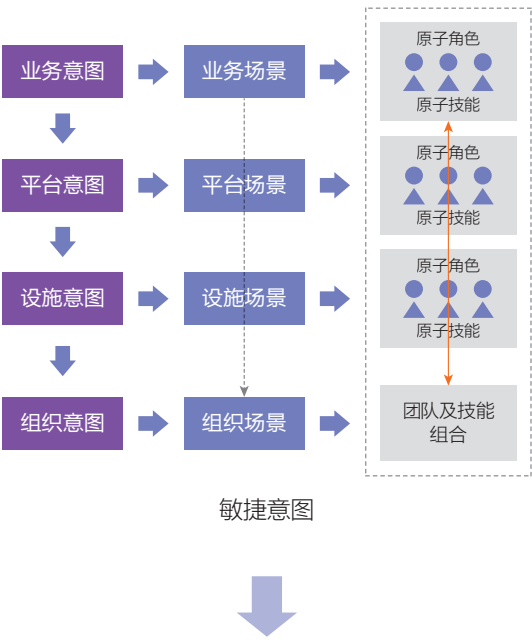 原子角色
业务意图
业务场景
原子技能
原子角色
平台意图
平台场景
原子技能
原子角色
设施意图
设施场景
原子技能
组织意图
组织场景
团队及技能
组合
敏捷意图